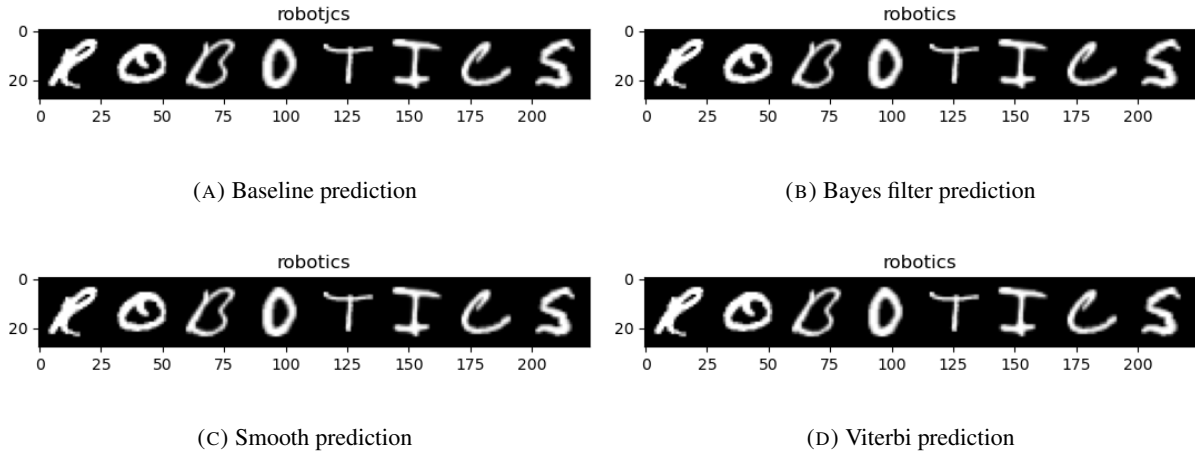 robotjcs
robotics
0
20
R O B O T I C S
0
20
R O B O T I C S
0 25 50 75 100 125 150 175 200
0 25 50 75 100 125 150 175 200
(A) Baseline prediction
(B) Bayes filter prediction
robotics
robotics
0
20
R O B O T I C S
0
20
R O B O T I C S
0 25 50 75 100 125 150 175 200
0 25 50 75 100 125 150 175 200
(C) Smooth prediction
(D) Viterbi prediction